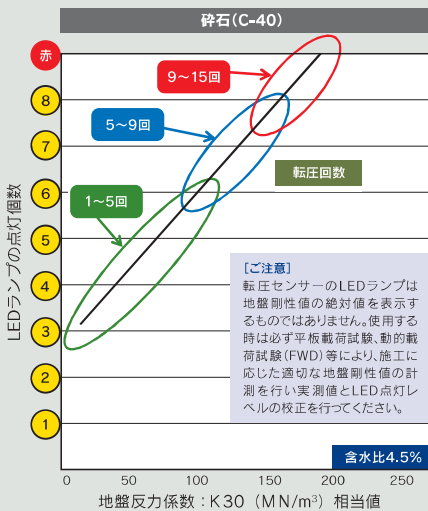 砕石(C-40)
赤
8
7
6
5
4
3
2
1
LEDランプの点灯個数
9〜15回
5〜9回
1〜5回
転圧回数
[ご注意]
転圧センサーのLEDランプは
地盤剛性値の絶対値を表示す
るものではありません。使用する
時は必ず平板載荷試験、動的載
荷試験(FWD)等により、施工に
応じた適切な地盤剛性値の計
測を行い実測値とLED点灯レ
ベルの校正を行ってください。
含水比4.5%
0 50 100 150 200 250
地盤反力係数：K30（MN/m³）相当値